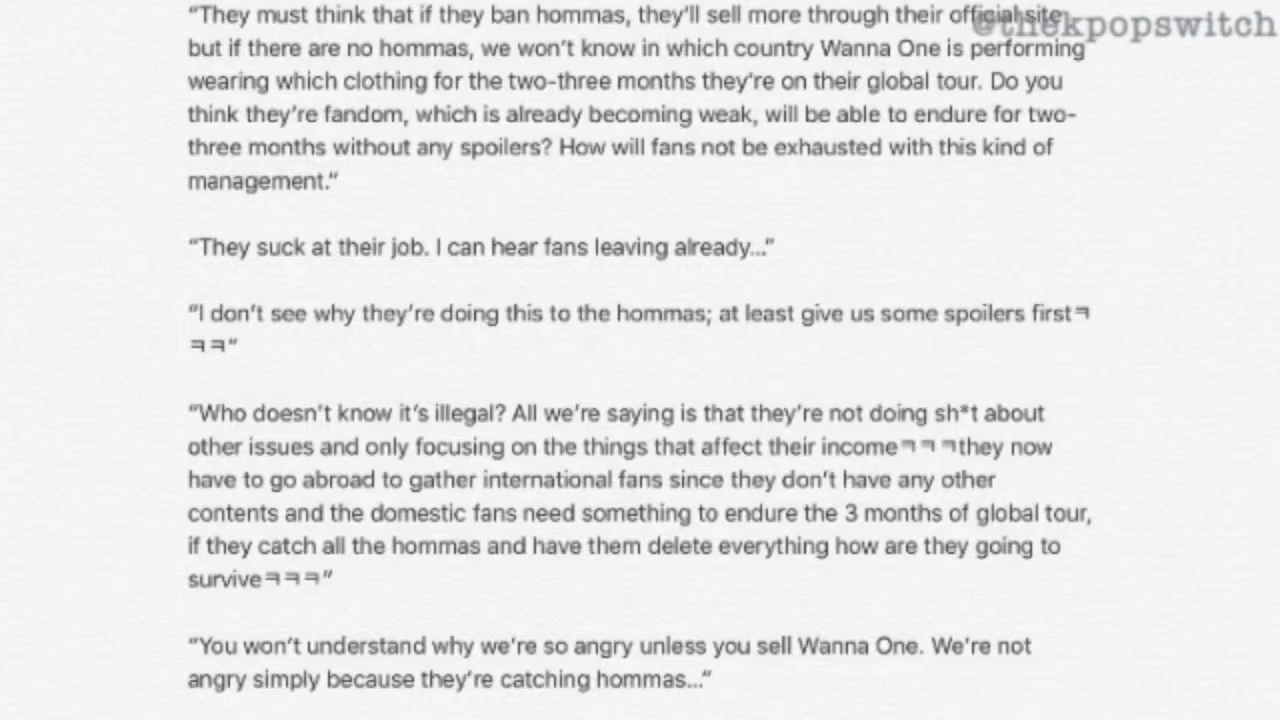 “They must think that if they ban hommas, they’ll sell more through their official site
@thekpopswitch
but if there are no hommas, we won’t know in which country Wanna One is performing
wearing which clothing for the two-three months they’re on their global tour. Do you
think they’re fandom, which is already becoming weak, will be able to endure for two-
three months without any spoilers? How will fans not be exhausted with this kind of
management.”
“They suck at their job. I can hear fans leaving already...”
“I don’t see why they’re doing this to the hommas; at least give us some spoilers firstㅋ
ㅋㅋ”
“Who doesn’t know it’s illegal? All we’re saying is that they’re not doing sh*t about
other issues and only focusing on the things that affect their incomeㅋㅋㅋthey now
have to go abroad to gather international fans since they don’t have any other
contents and the domestic fans need something to endure the 3 months of global tour,
if they catch all the hommas and have them delete everything how are they going to
surviveㅋㅋㅋ”
“You won’t understand why we’re so angry unless you sell Wanna One. We’re not
angry simply because they’re catching hommas...”